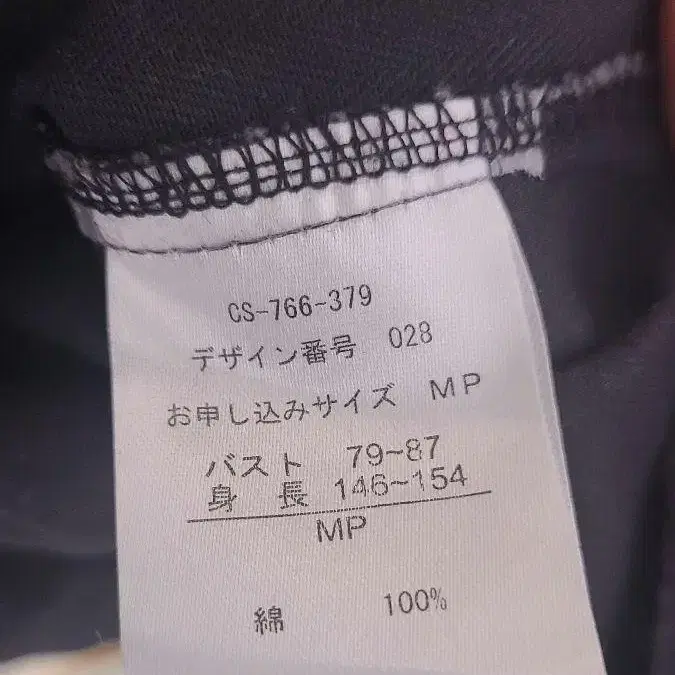 CS-766-379
デザイン番号 028
お申し込みサイズ MP
バスト 79~87
身 長 146~154
MP
綿 100%